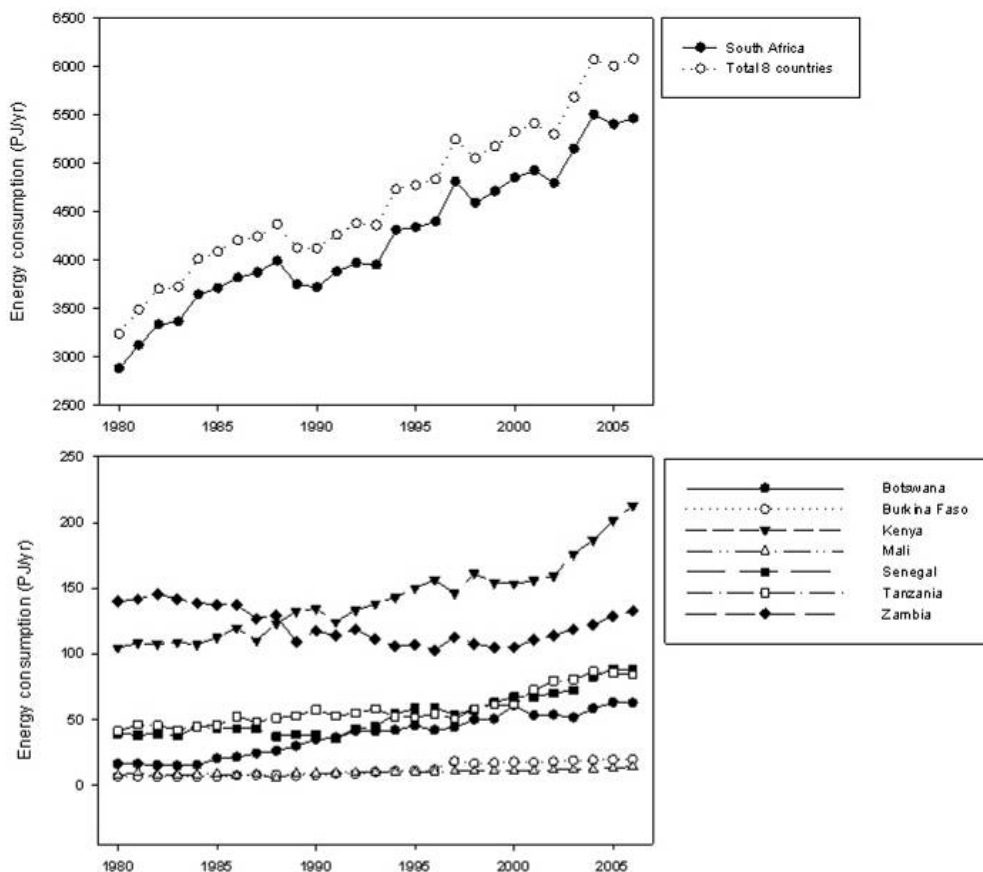 6500
6000
5500
5000
4500
4000
3500
3000
2500
Energy consumption (PJ/yr)
1980 1985 1990 1995 2000 2005
South Africa
Total 8 countries
250
200
150
100
50
0
Energy consumption (PJ/yr)
1980 1985 1990 1995 2000 2005
Botswana
Burkina Faso
Kenya
Mali
Senegal
Tanzania
Zambia